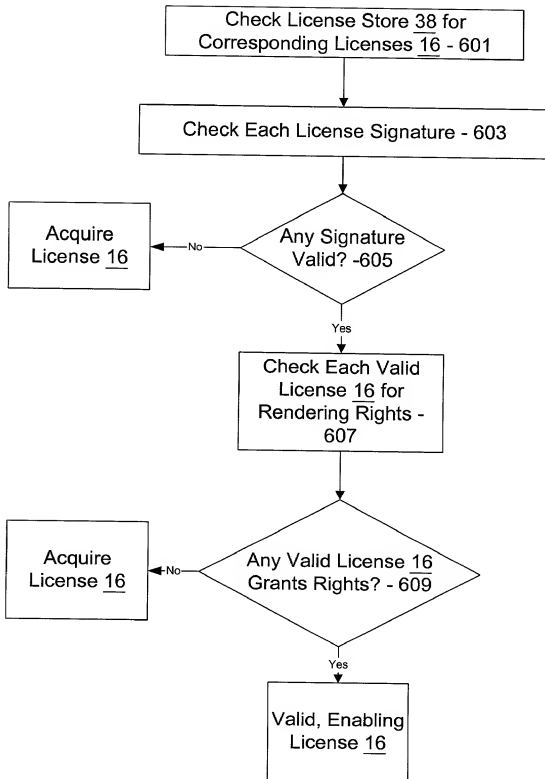 Check License Store 38 for
Corresponding Licenses 16 - 601
Check Each License Signature - 603
Acquire
License 16
No
Any Signature
Valid? -605
Yes
Check Each Valid
License 16 for
Rendering Rights -
607
Acquire
License 16
No
Any Valid License 16
Grants Rights? - 609
Yes
Valid, Enabling
License 16